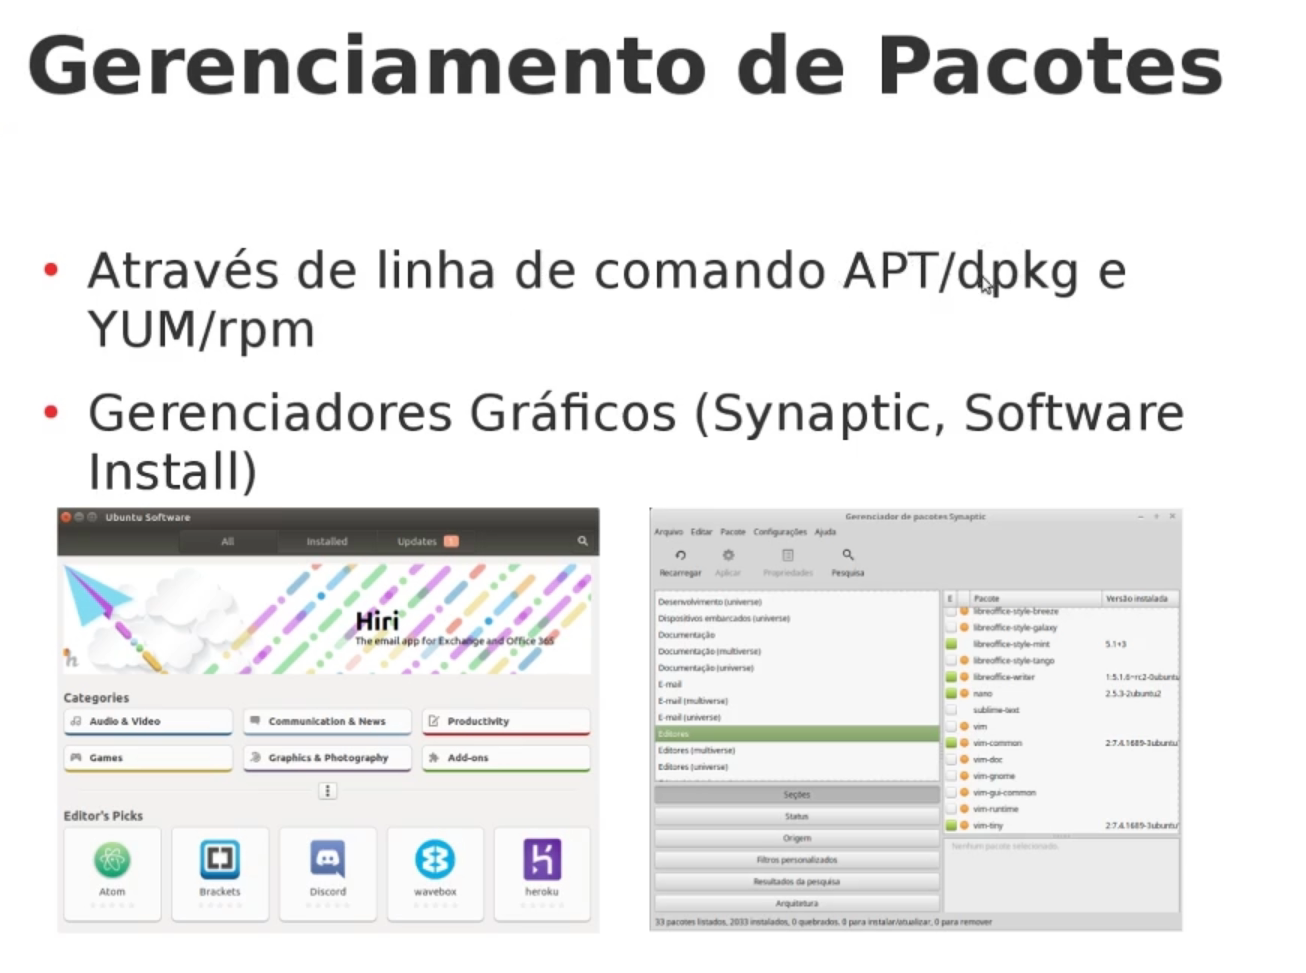 Gerenciamento de Pacotes
• Através de linha de comando APT/dpkg e
YUM/rpm
• Gerenciadores Gráficos (Synaptic, Software
Install)
Ubuntu Software
All Installed Updates
Hiri
The email app for Exchange and Office 365
h
Categories
Audio & Video Communication & News Productivity
Games Graphics & Photography Add-ons
Editor's Picks
Atom Brackets Discord wavebox heroku
Gerenciador de pacotes Synaptic
Arquivo Editar Pacote Configurações Ajuda
Recarregar Aplicar Propriedades Pesquisa
Desenvolvimento (universe)
Dispositivos embarcados (universe)
Documentação
Documentação (multiverse)
Documentação (universe)
E-mail
E-mail (multiverse)
E-mail (universe)
Editores
Editores (multiverse)
Editores (universe)
Seções
Status
Origem
Filtros personalizados
Resultados da pesquisa
Arquitetura
E Pacote Versão instalada
libreoffice-style-breeze
libreoffice-style-galaxy
libreoffice-style-mint 5.1+3
libreoffice-style-tango
libreoffice-writer 1:5.1.6~rc2-0ubuntu
nano 2.5.3-2ubuntu2
sublime-text
vim
vim-common 2:7.4.1689-3ubuntu
vim-doc
vim-gnome
vim-gui-common
vim-runtime
vim-tiny 2:7.4.1689-3ubuntu
Nenhum pacote selecionado.
33 pacotes listados, 2033 instalados, 0 quebrados. 0 para instalar/atualizar, 0 para remover